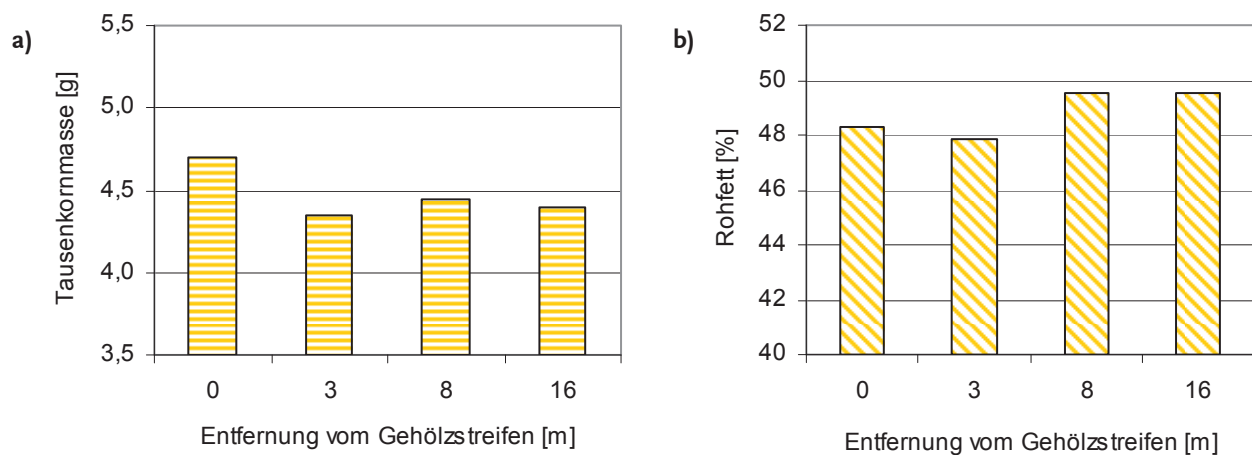 a)
Tausenkornmasse [g]
5,5
5,0
4,5
4,0
3,5
0 3 8 16
Entfernung vom Gehölzstreifen [m]
b)
Rohfett [%]
52
50
48
46
44
42
40
0 3 8 16
Entfernung vom Gehölzstreifen [m]